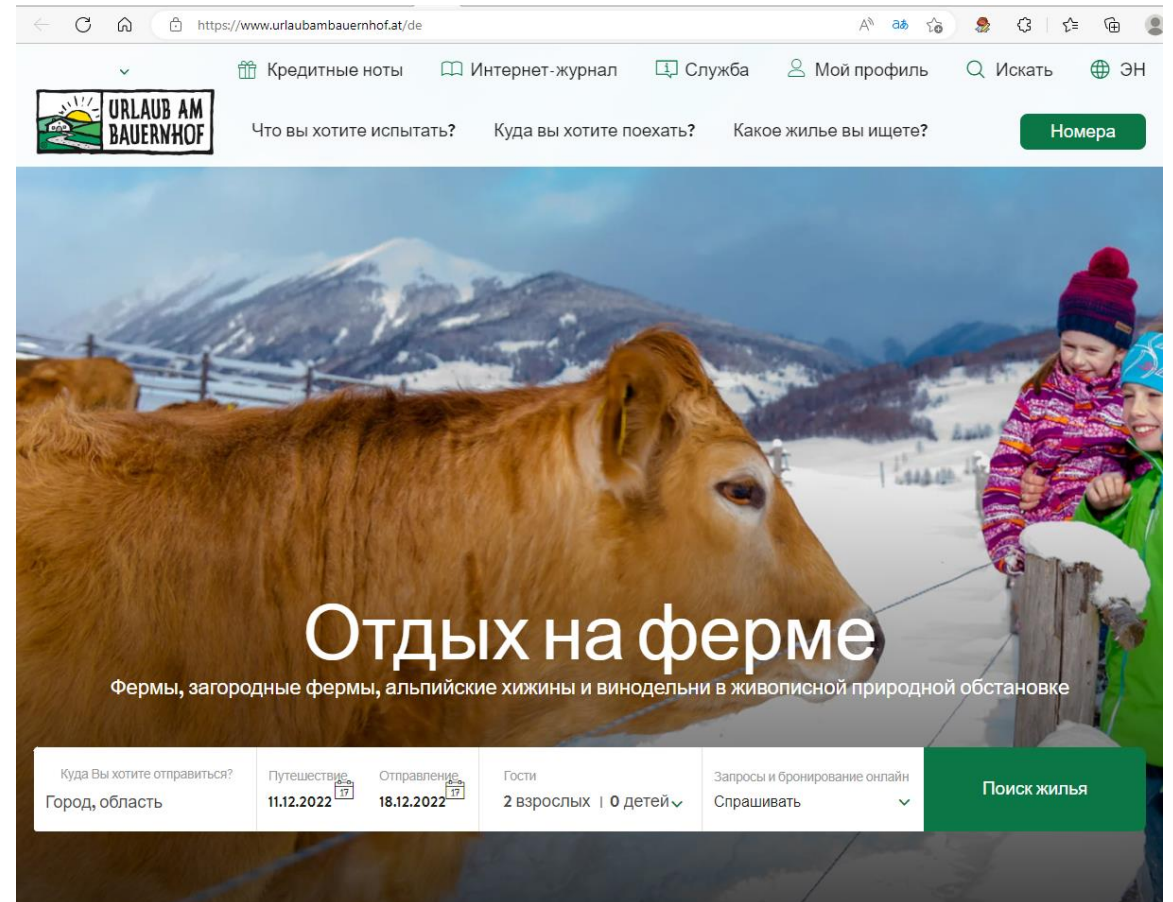 https://www.urlaubambauernhof.at/de
Кредитные ноты Интернет-журнал Служба Мой профиль Искать ЭН
URLAUB AM
BAUERNHOF
Что вы хотите испытать? Куда вы хотите поехать? Какое жилье вы ищете? Номера
Отдых на ферме
Фермы, загородные фермы, альпийские хижины и винодельни в живописной природной обстановке
Куда Вы хотите отправиться? Путешествие Отправление Гости Запросы и бронирование онлайн
Город, область 11.12.2022 17 18.12.2022 17 2 взрослых | 0 детей Спрашивать Поиск жилья